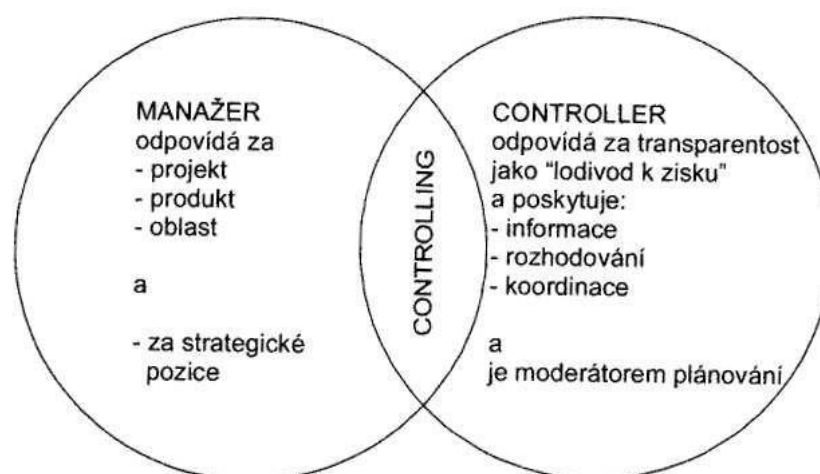 MANAŽER
odpovídá za
- projekt
- produkt
- oblast
a
- za strategické
pozice
CONTROLLING
CONTROLLER
odpovídá za transparentost
jako "lodivod k zisku"
a poskytuje:
- informace
- rozhodování
- koordinace
a
je moderátorem plánování